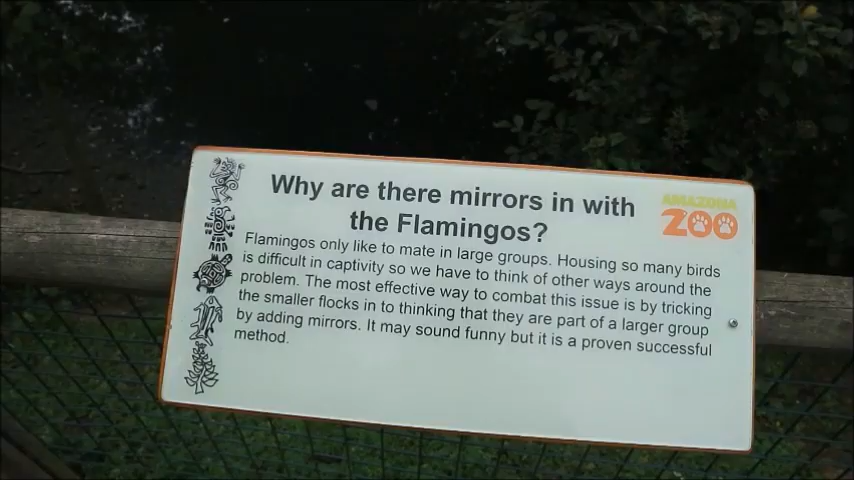 Why are there mirrors in with
the Flamingos?
AMAZONA
ZOO
Flamingos only like to mate in large groups. Housing so many birds
is difficult in captivity so we have to think of other ways around the
problem. The most effective way to combat this issue is by tricking
the smaller flocks in to thinking that they are part of a larger group
by adding mirrors. It may sound funny but it is a proven successful
method.